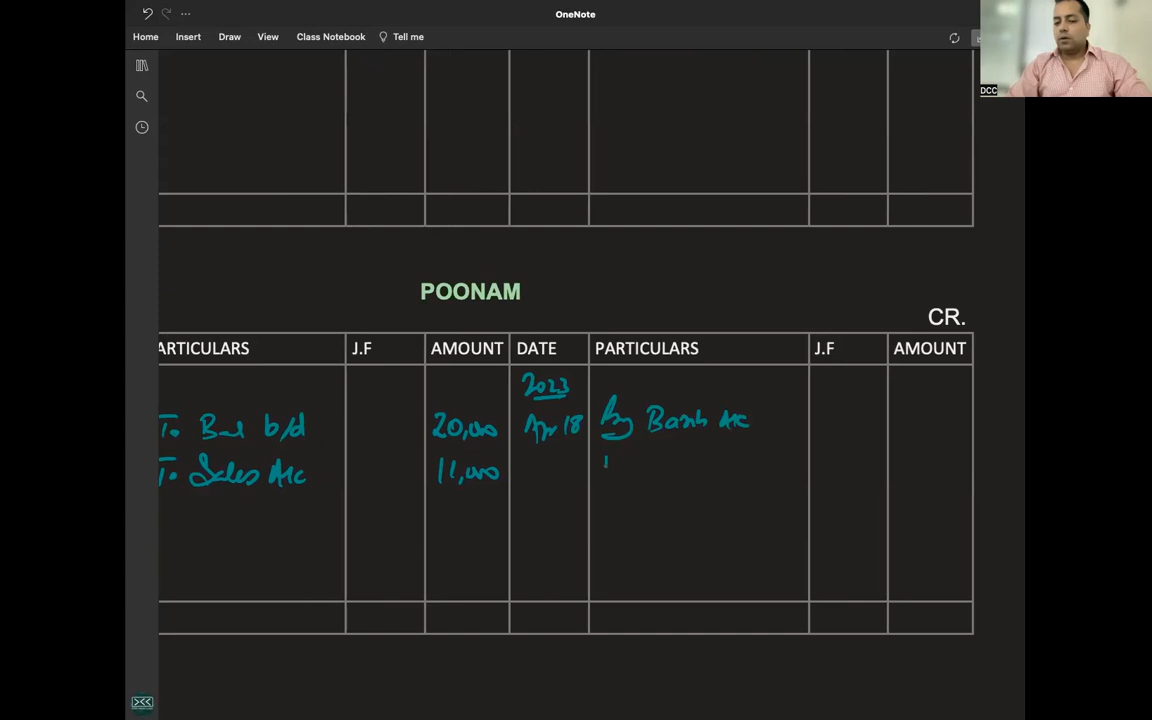 OneNote
Home Insert Draw View Class Notebook Tell me
DCC
POONAM
CR.
ARTICULARS J.F AMOUNT DATE PARTICULARS J.F AMOUNT
2023
To Bal b/d 20,000 Apr 18 By Bank A/c
To Sales A/c 11,000